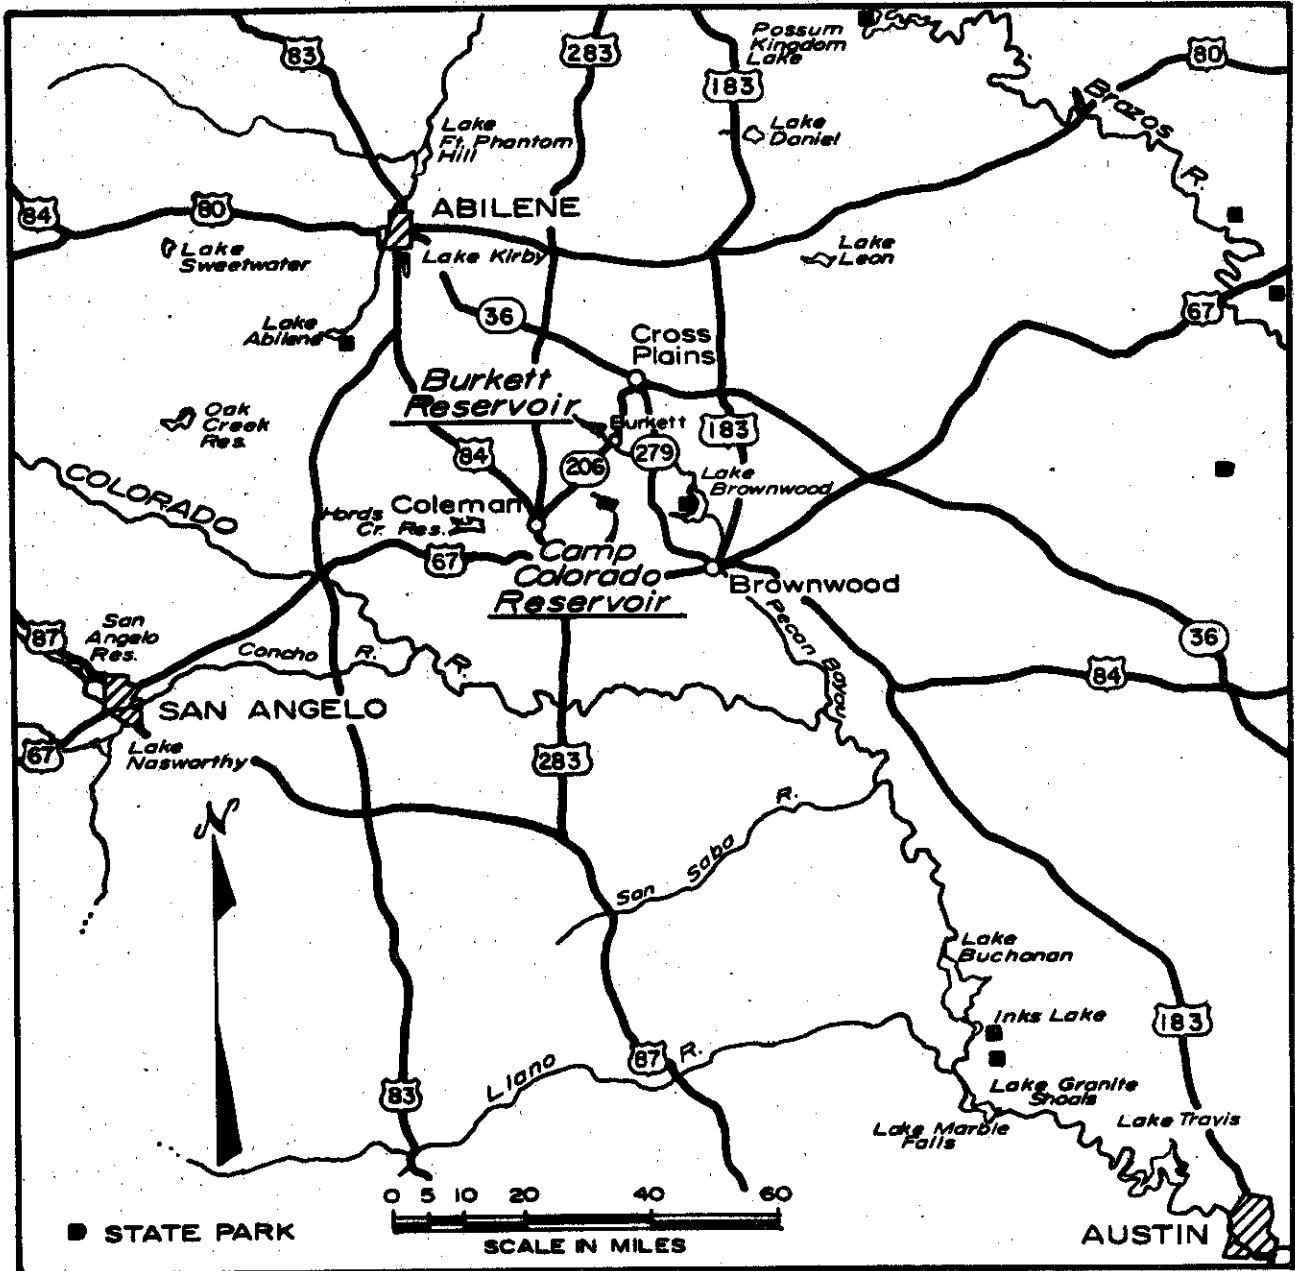 83
283
183
Possum
Kingdom
Lake
80
Brazos
R.
Lake
Ft. Phantom
Hill
Lake
Daniel
84
80
ABILENE
Lake
Sweetwater
Lake Kirby
Lake
Leon
67
36
Lake
Abilene
Cross
Plains
Burkett
Reservoir
Oak
Creek
Res.
Burkett
183
84
206
279
Lake
Brownwood
COLORADO
Hords
Cr. Res.
Coleman
67
Camp
Colorado
Reservoir
Brownwood
Pecan
Bayou
87
San
Angelo
Res.
Concho R.
R.
36
84
SAN ANGELO
67
Lake
Nasworthy
283
N
San Saba R.
Lake
Buchanan
Inks Lake
183
Llano R.
87
83
Lake Granite
Shoals
Lake Marble
Falls
Lake Travis
0 5 10 20 40 60
SCALE IN MILES
STATE PARK
AUSTIN